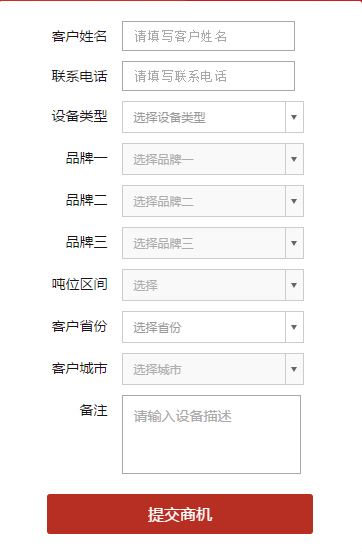 客户姓名 请填写客户姓名
联系电话 请填写联系电话
设备类型 选择设备类型
品牌一 选择品牌一
品牌二 选择品牌二
品牌三 选择品牌三
吨位区间 选择
客户省份 选择省份
客户城市 选择城市
备注 请输入设备描述
提交商机